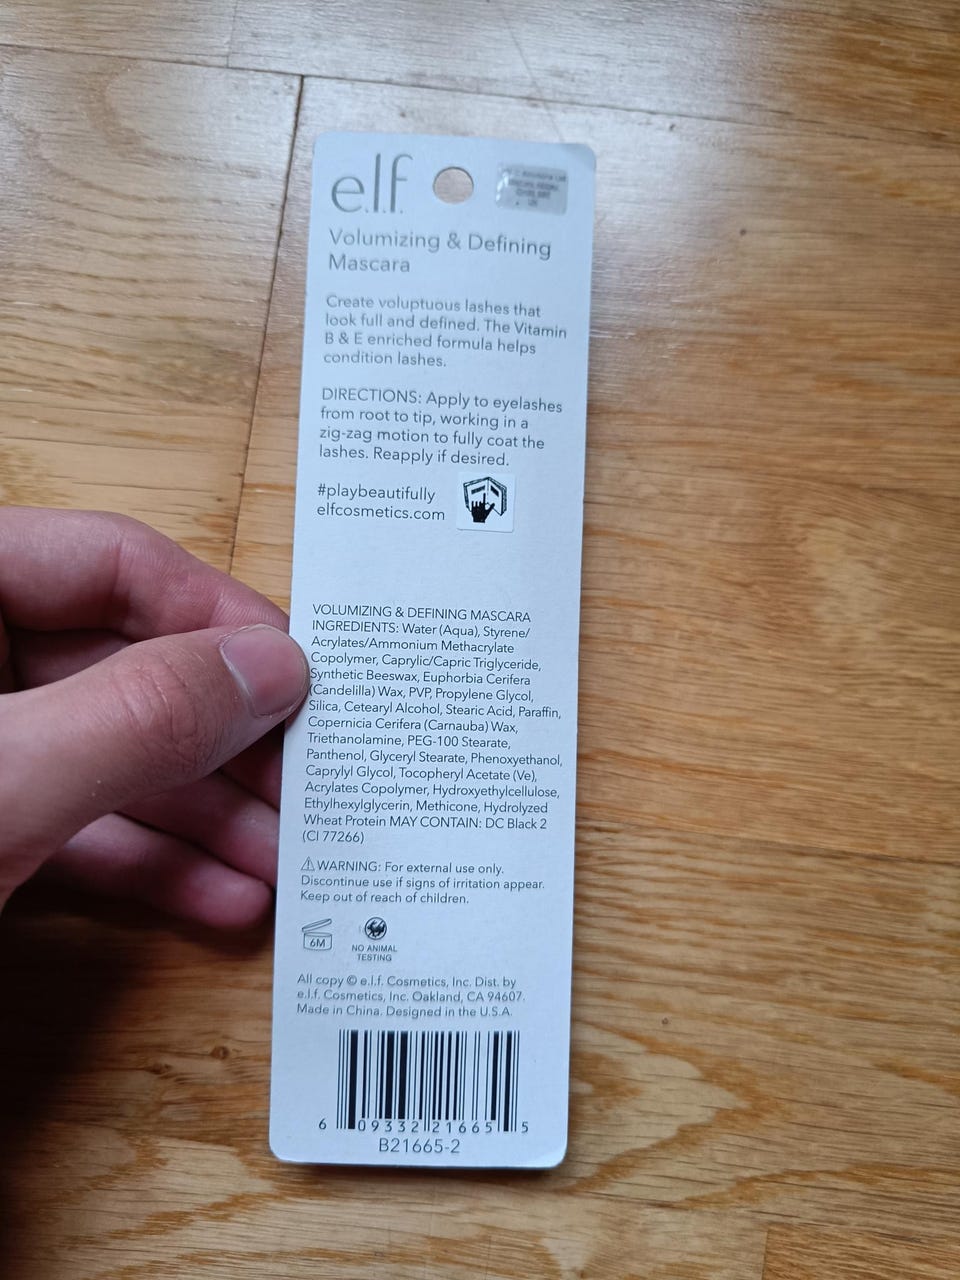 e.l.f.
Volumizing & Defining
Mascara
Create voluptuous lashes that
look full and defined. The Vitamin
B & E enriched formula helps
condition lashes.
DIRECTIONS: Apply to eyelashes
from root to tip, working in a
zig-zag motion to fully coat the
lashes. Reapply if desired.
#playbeautifully
elfcosmetics.com
VOLUMIZING & DEFINING MASCARA
INGREDIENTS: Water (Aqua), Styrene/
Acrylates/Ammonium Methacrylate
Copolymer, Caprylic/Capric Triglyceride,
Synthetic Beeswax, Euphorbia Cerifera
(Candelilla) Wax, PVP, Propylene Glycol,
Silica, Cetearyl Alcohol, Stearic Acid, Paraffin,
Copernicia Cerifera (Carnauba) Wax,
Triethanolamine, PEG-100 Stearate,
Panthenol, Glyceryl Stearate, Phenoxyethanol,
Caprylyl Glycol, Tocopheryl Acetate (Ve),
Acrylates Copolymer, Hydroxyethylcellulose,
Ethylhexylglycerin, Methicone, Hydrolyzed
Wheat Protein MAY CONTAIN: DC Black 2
(CI 77266)
WARNING: For external use only.
Discontinue use if signs of irritation appear.
Keep out of reach of children.
6M
NO ANIMAL
TESTING
All copy © e.l.f. Cosmetics, Inc. Dist. by
e.l.f. Cosmetics, Inc. Oakland, CA 94607.
Made in China. Designed in the U.S.A.
6 09332 21665 5
B21665-2